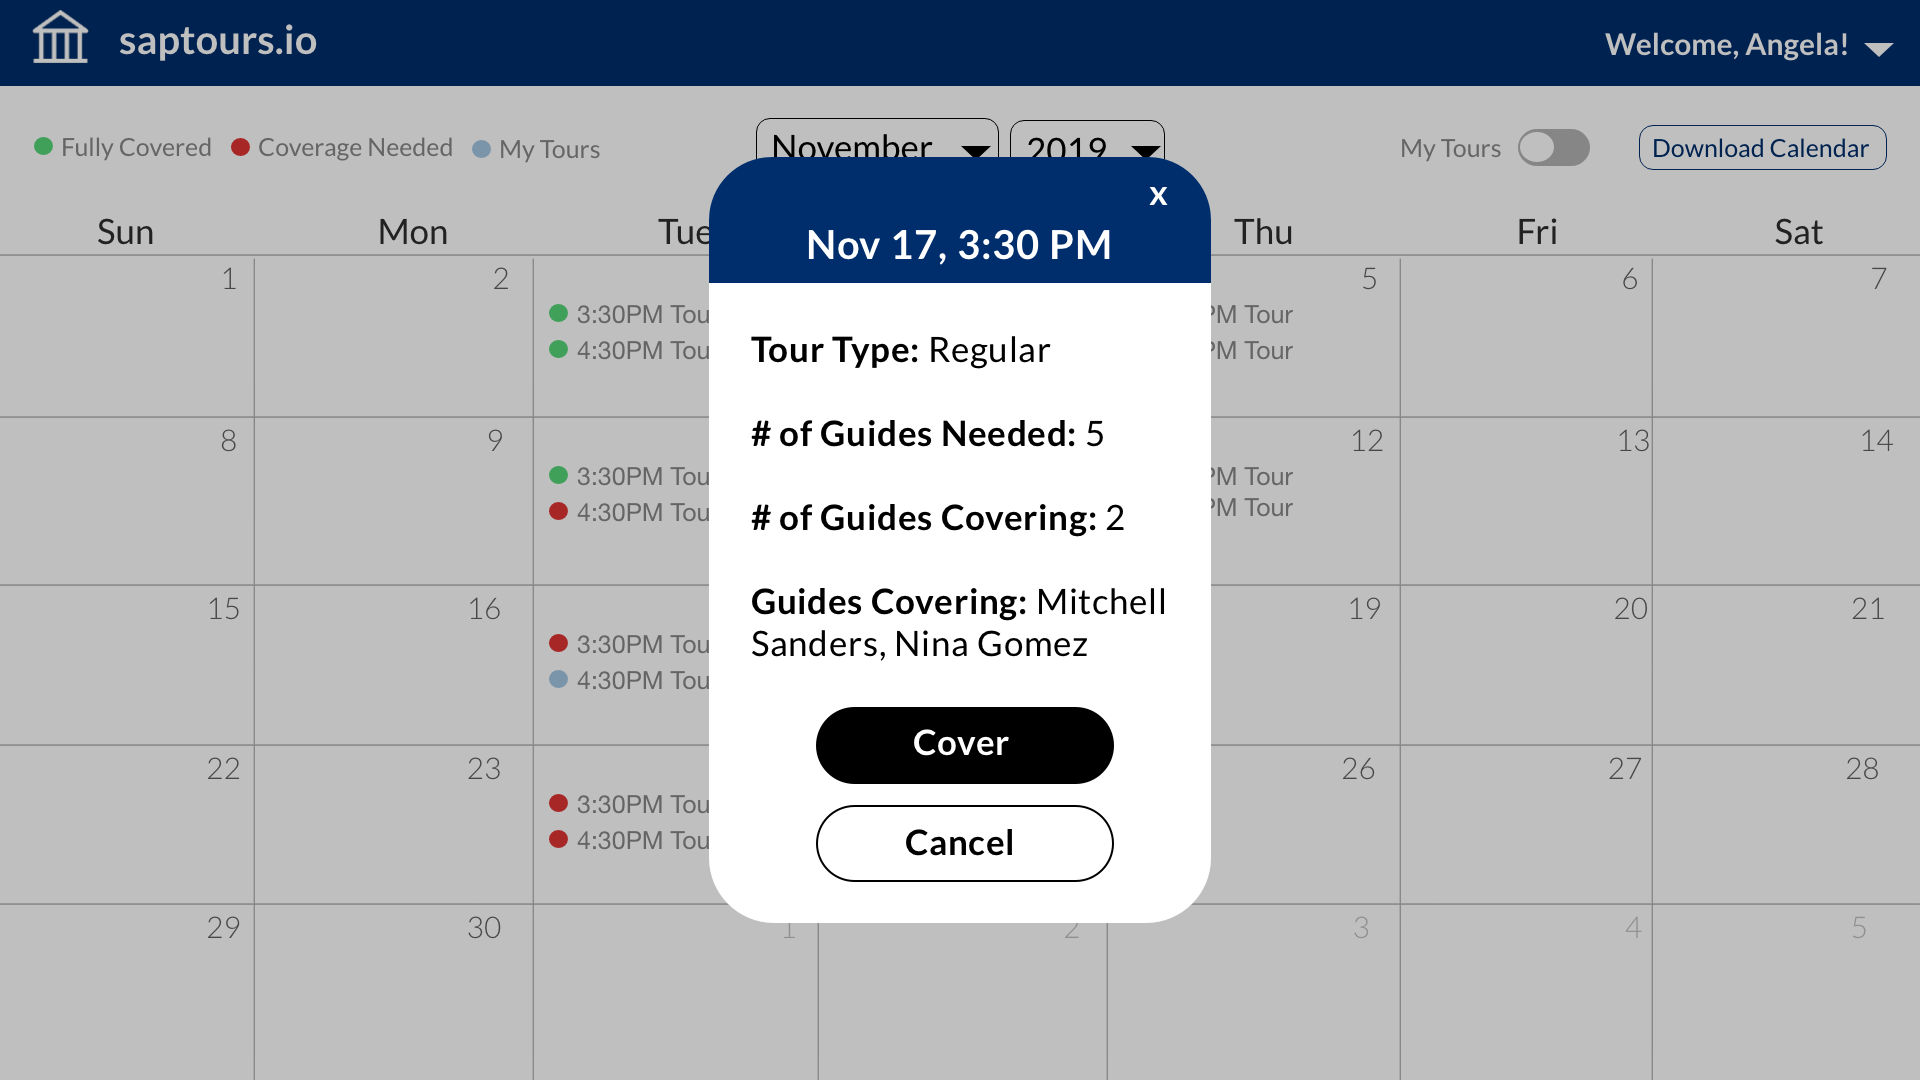 saptours.io
Welcome, Angela!
Fully Covered
Coverage Needed
My Tours
November
2019
My Tours
Download Calendar
x
Nov 17, 3:30 PM
Sun Mon Tue Thu Fri Sat
1 2 5 6 7
3:30PM Tou PM Tour
4:30PM Tou PM Tour
Tour Type: Regular
8 9 12 13 14
# of Guides Needed: 5
3:30PM Tou PM Tour
4:30PM Tou PM Tour
# of Guides Covering: 2
15 16 19 20 21
Guides Covering: Mitchell
Sanders, Nina Gomez
3:30PM Tou
4:30PM Tou
Cover
22 23 26 27 28
3:30PM Tou
4:30PM Tou
Cancel
29 30 1 2 3 4 5